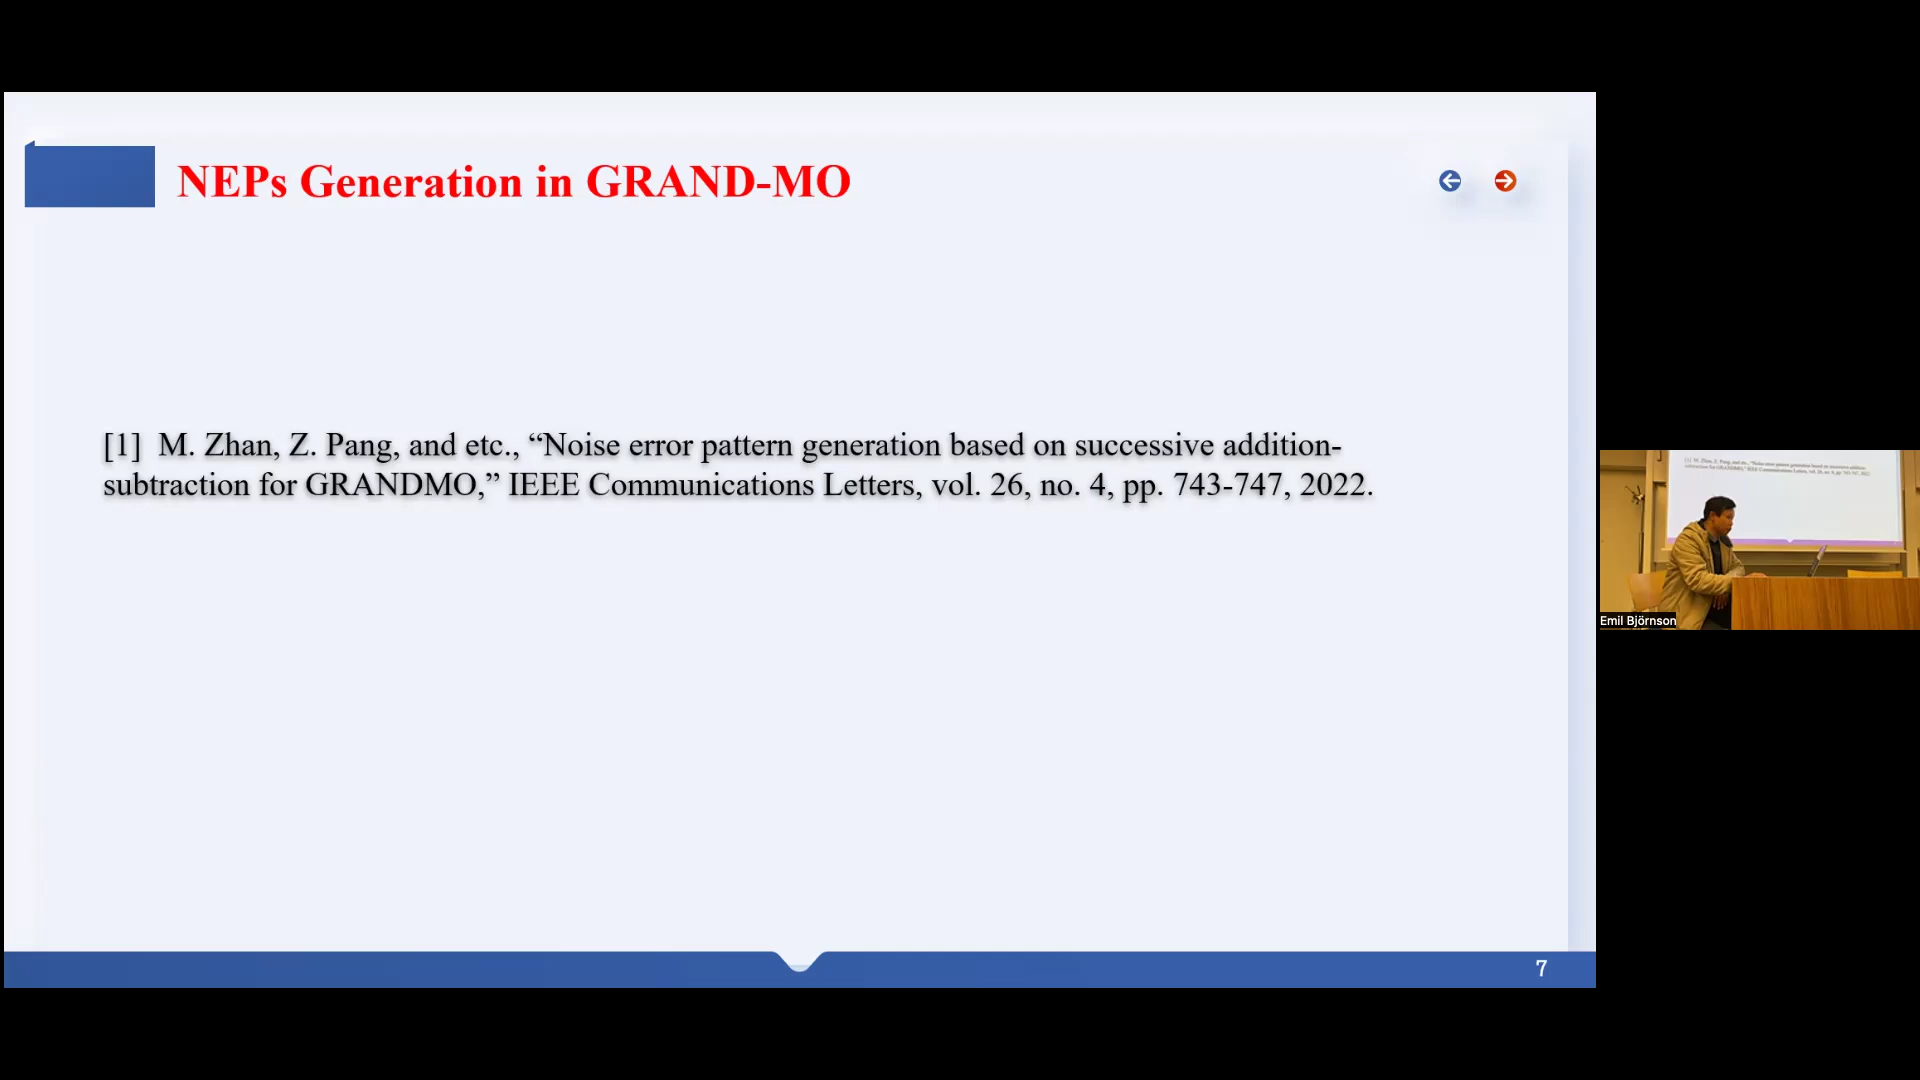 NEPs Generation in GRAND-MO
[1] M. Zhan, Z. Pang, and etc., “Noise error pattern generation based on successive addition-
subtraction for GRANDMO,” IEEE Communications Letters, vol. 26, no. 4, pp. 743-747, 2022.
7
Emil Björnson